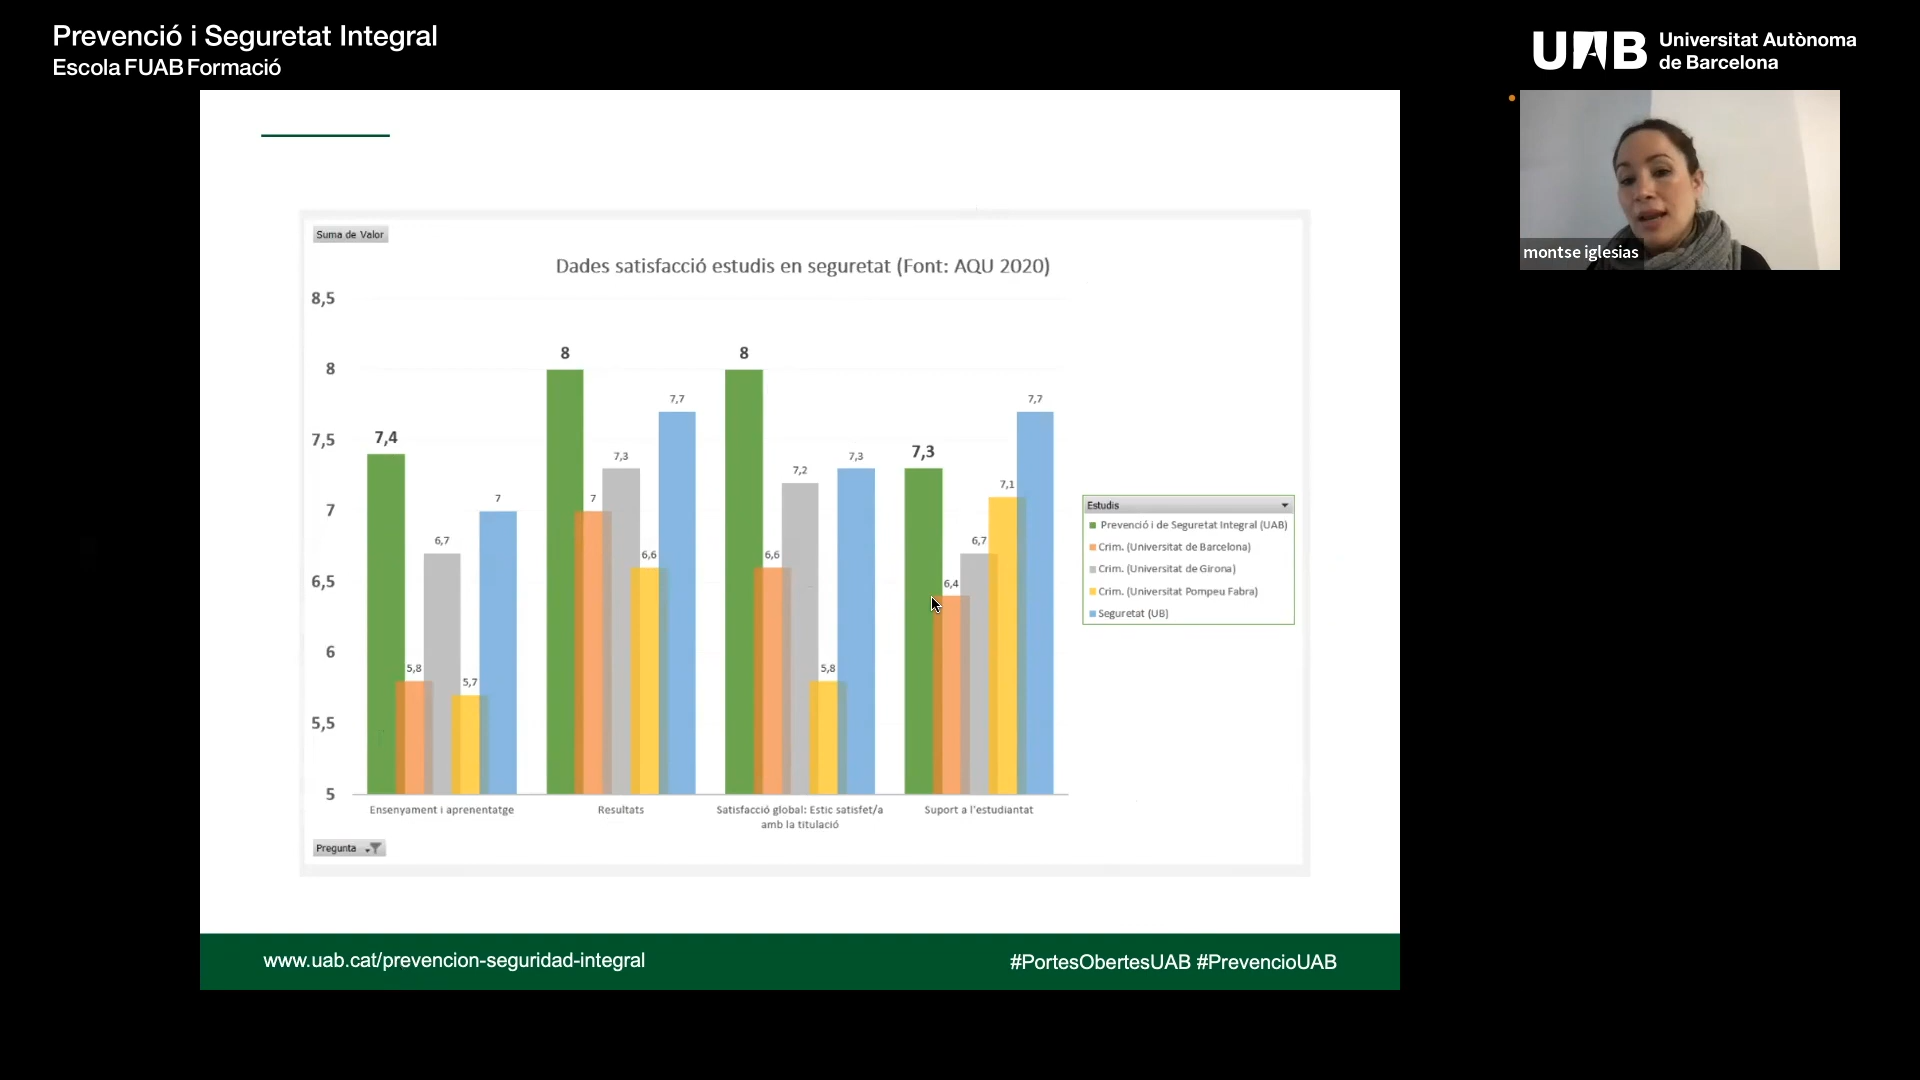 Prevenció i Seguretat Integral
Escola FUAB Formació
UAB Universitat Autònoma
de Barcelona
montse iglesias
Suma de Valor
Dades satisfacció estudis en seguretat (Font: AQU 2020)
8,5
8
7,5
7
6,5
6
5,5
5
7,4
5,8
6,7
5,7
7
8
7
7,3
6,6
7,7
8
6,6
7,2
5,8
7,3
7,3
6,4
6,7
7,1
7,7
Ensenyament i aprenentatge
Resultats
Satisfacció global: Estic satisfet/a
amb la titulació
Suport a l'estudiantat
Estudis
Prevenció i de Seguretat Integral (UAB)
Crim. (Universitat de Barcelona)
Crim. (Universitat de Girona)
Crim. (Universitat Pompeu Fabra)
Seguretat (UB)
Pregunta
www.uab.cat/prevencion-seguridad-integral
#PortesObertesUAB #PrevencioUAB